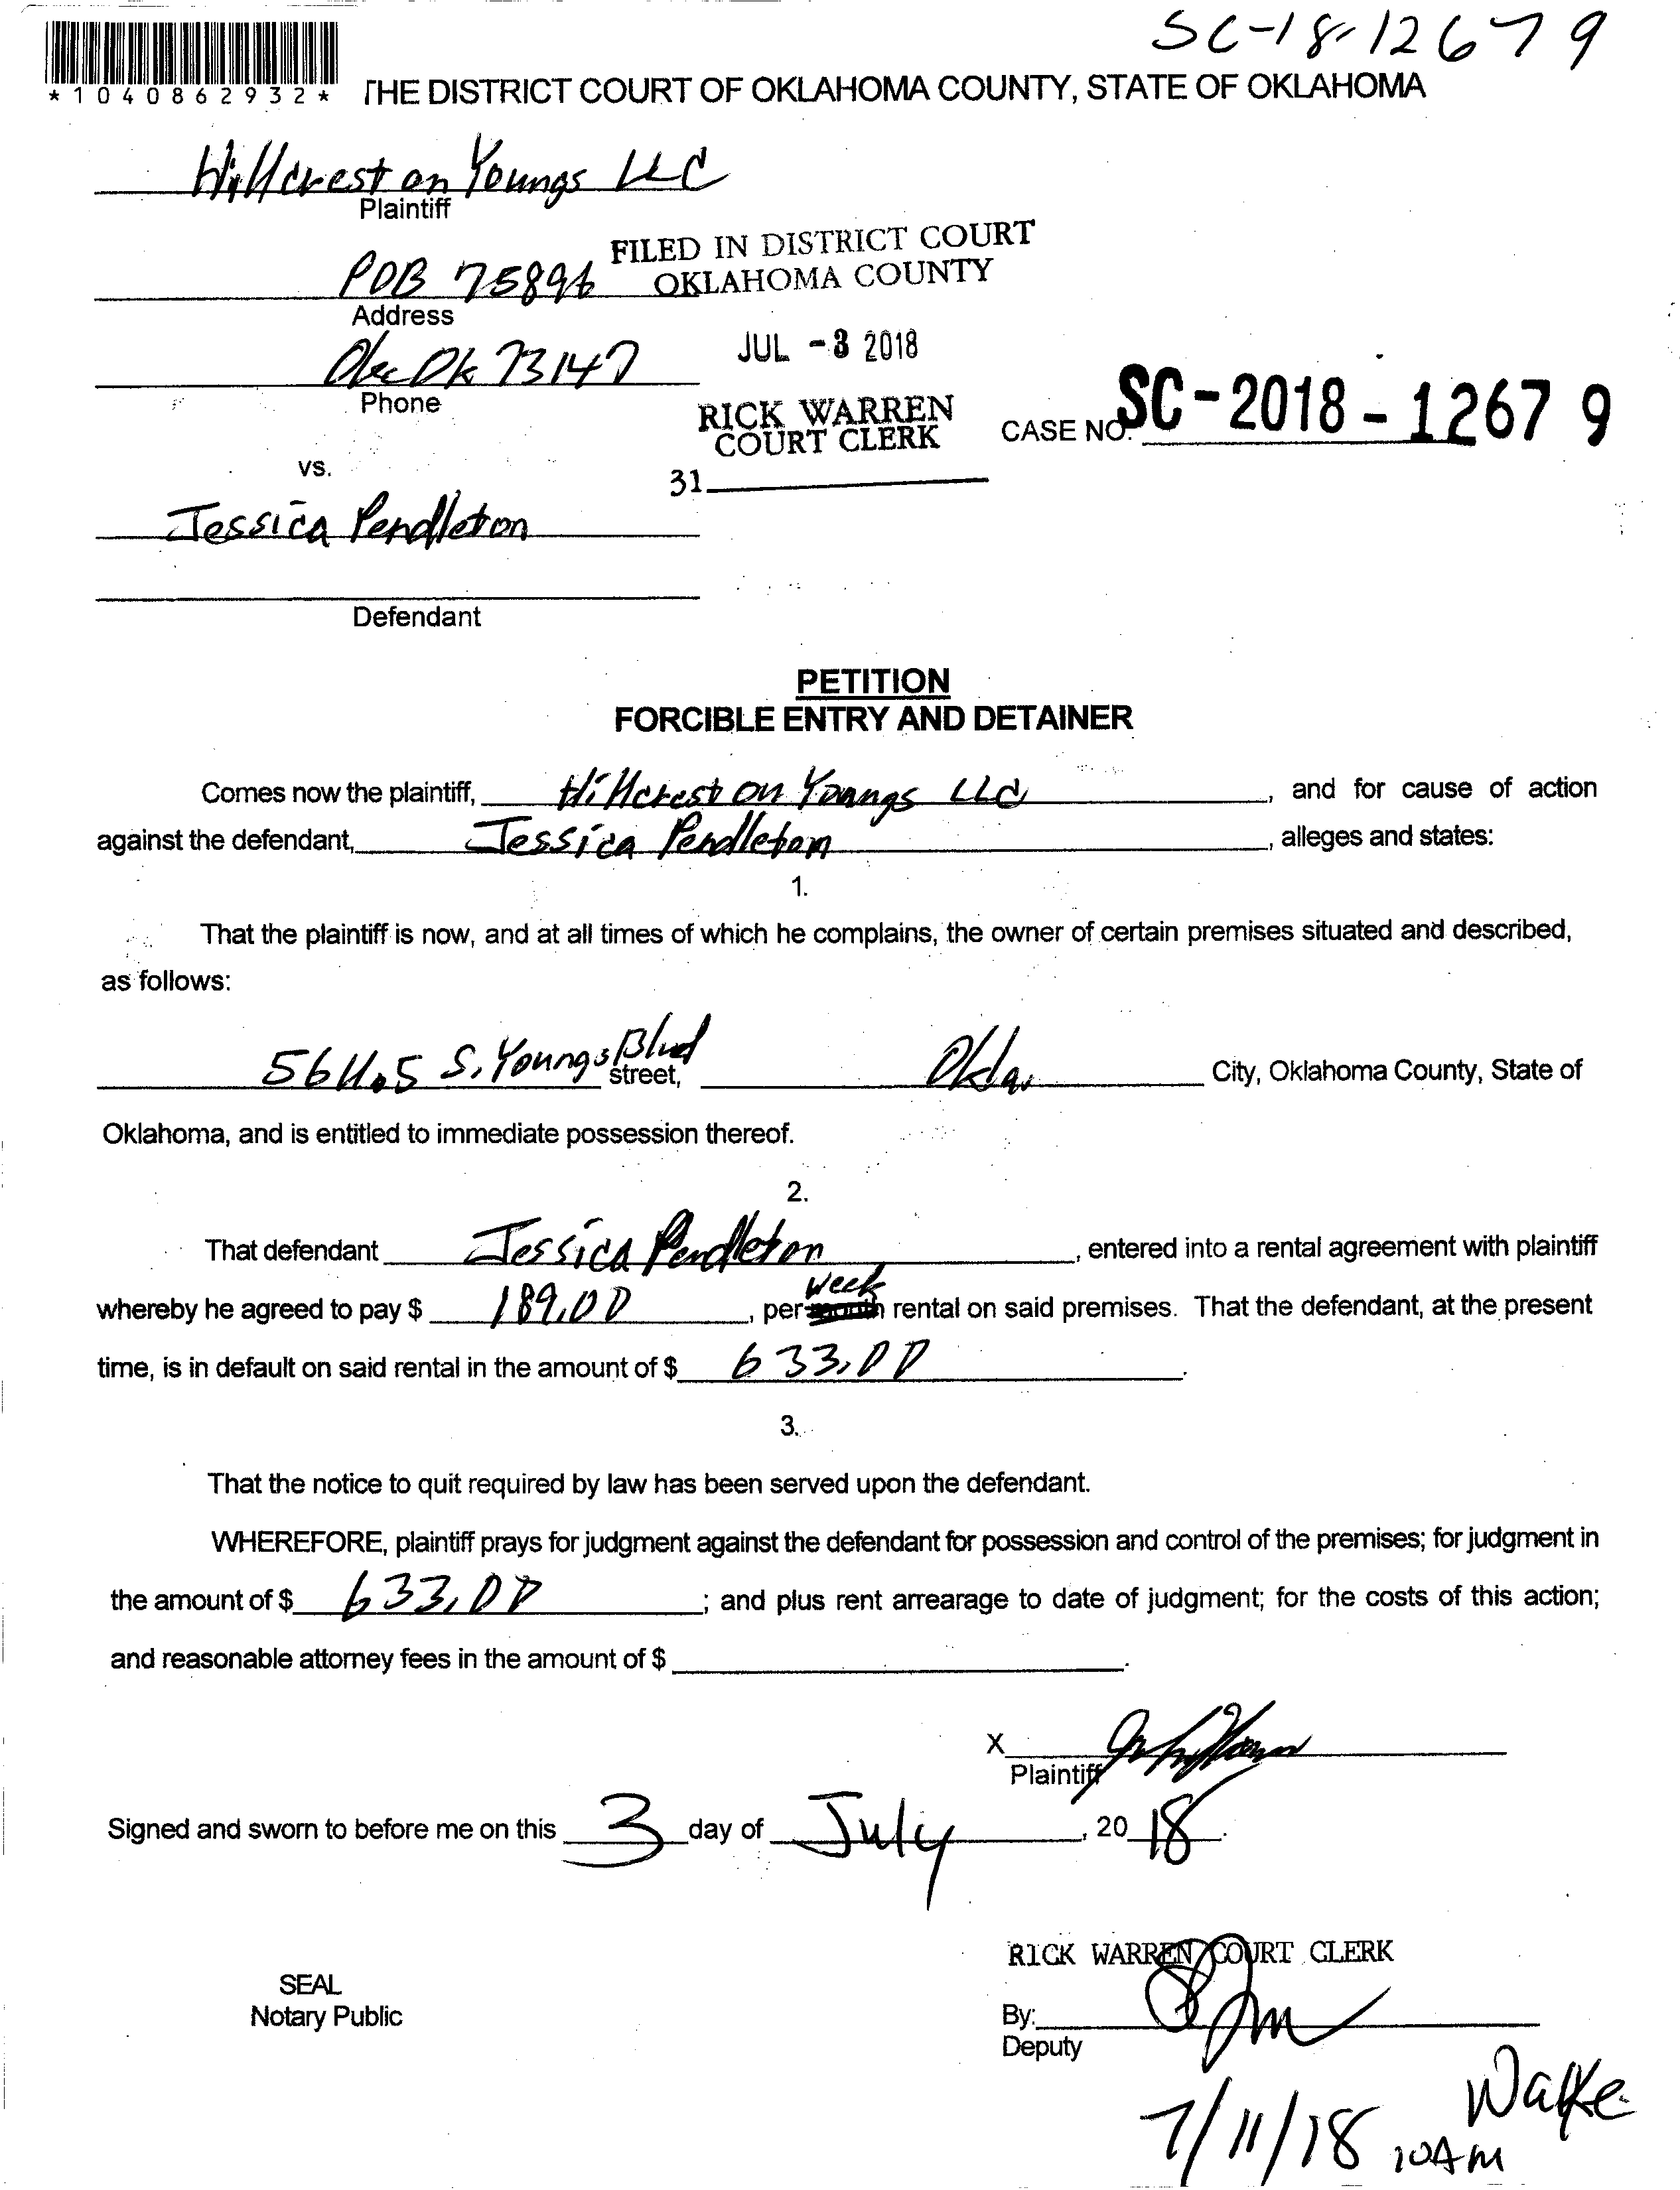 SC-18-12679
*1040862932*
THE DISTRICT COURT OF OKLAHOMA COUNTY, STATE OF OKLAHOMA
Hillcrest on Youngs LLC
Plaintiff
FILED IN DISTRICT COURT
OKLAHOMA COUNTY
POB 75896
Address
JUL -3 2018
Okc Ok 73147
Phone
RICK WARREN
COURT CLERK
CASE NO. SC-2018-12679
vs.
31
Jessica Pendleton
Defendant
PETITION
FORCIBLE ENTRY AND DETAINER
Comes now the plaintiff, Hillcrest on Youngs LLC, and for cause of action
against the defendant, Jessica Pendleton, alleges and states:
1.
That the plaintiff is now, and at all times of which he complains, the owner of certain premises situated and described,
as follows:
S. Youngs Blvd street, Okla. City, Oklahoma County, State of
Oklahoma, and is entitled to immediate possession thereof.
2.
That defendant Jessica Pendleton, entered into a rental agreement with plaintiff
week
whereby he agreed to pay $ 189.00, per month rental on said premises. That the defendant, at the present
time, is in default on said rental in the amount of $ 633.00.
3.
That the notice to quit required by law has been served upon the defendant.
WHEREFORE, plaintiff prays for judgment against the defendant for possession and control of the premises; for judgment in
the amount of $ 633.00; and plus rent arrearage to date of judgment; for the costs of this action;
and reasonable attorney fees in the amount of $ .
X
Plaintiff
Signed and sworn to before me on this 3 day of July, 20 18.
RICK WARREN COURT CLERK
SEAL
Notary Public
By:
Deputy
7/11/18 10AM